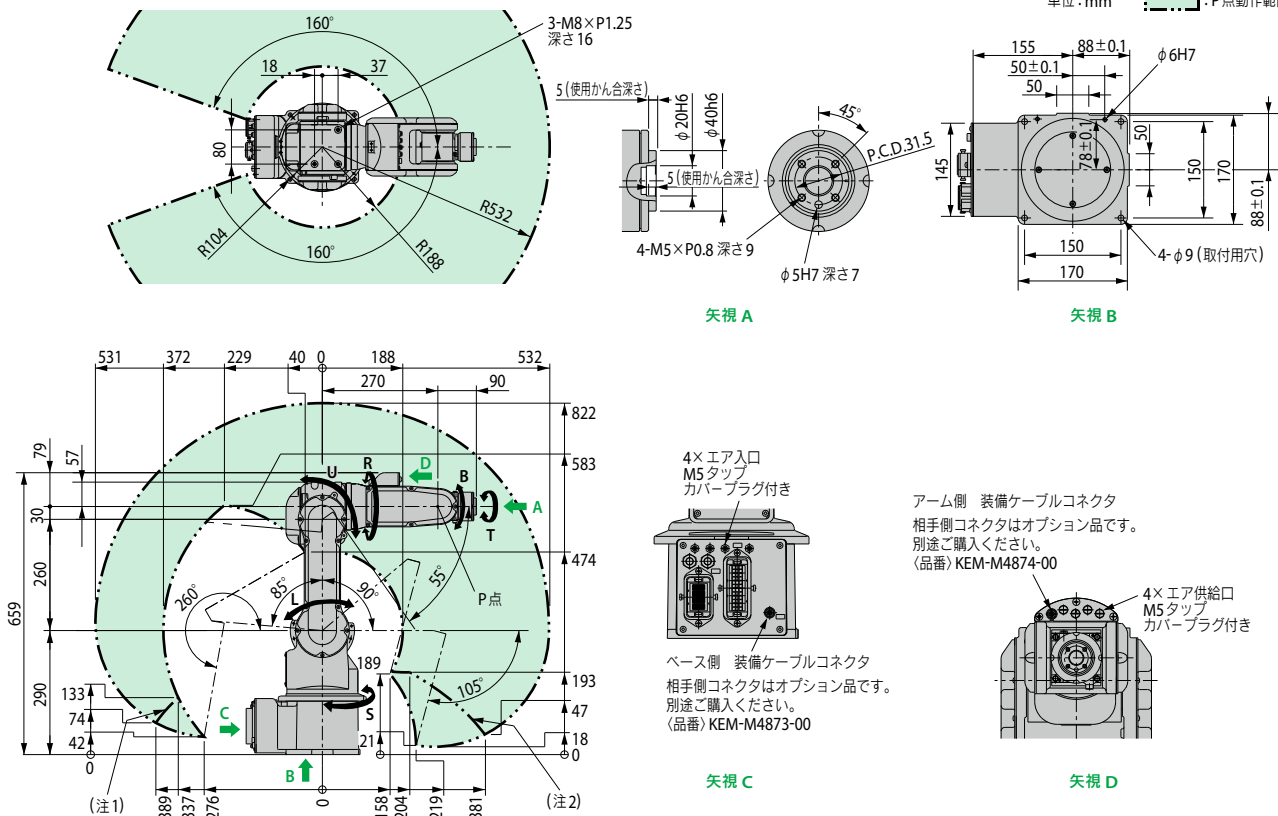 単位:mm
:P点動作範囲
160°
3-M8×P1.25
深さ16
18
37
80
R104
160°
R188
R532
5(使用かん合深さ)
φ20H6
φ40h6
5(使用かん合深さ)
45°
P.C.D.31.5
4-M5×P0.8 深さ9
φ5H7 深さ7
矢視 A
155
88±0.1
50±0.1
φ6H7
50
145
78±0.1
50
150
170
88±0.1
150
170
4-φ9(取付用穴)
矢視 B
531
372
229
40
0
188
532
270
90
822
583
474
193
47
18
0
79
57
30
260
659
290
133
74
42
0
U
R
D
B
A
T
L
85°
90°
55°
P点
260°
105°
189
S
21
C
B
(注1)
389
337
276
0
158
204
219
381
(注2)
4×エア入口
M5タップ
カバープラグ付き
ベース側 装備ケーブルコネクタ
相手側コネクタはオプション品です。
別途ご購入ください。
〈品番〉KEM-M4873-00
矢視 C
アーム側 装備ケーブルコネクタ
相手側コネクタはオプション品です。
別途ご購入ください。
〈品番〉KEM-M4874-00
4×エア供給口
M5タップ
カバープラグ付き
矢視 D